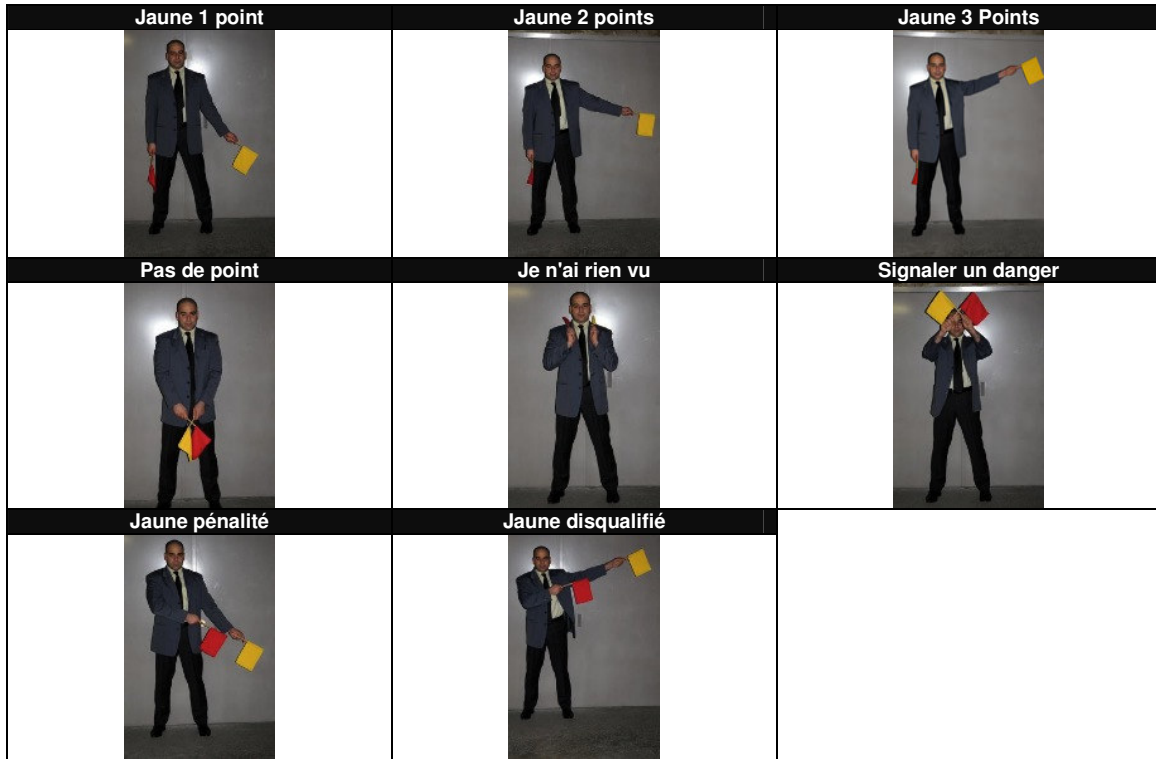 Jaune 1 point
Jaune 2 points
Jaune 3 Points
Pas de point
Je n'ai rien vu
Signaler un danger
Jaune pénalité
Jaune disqualifié